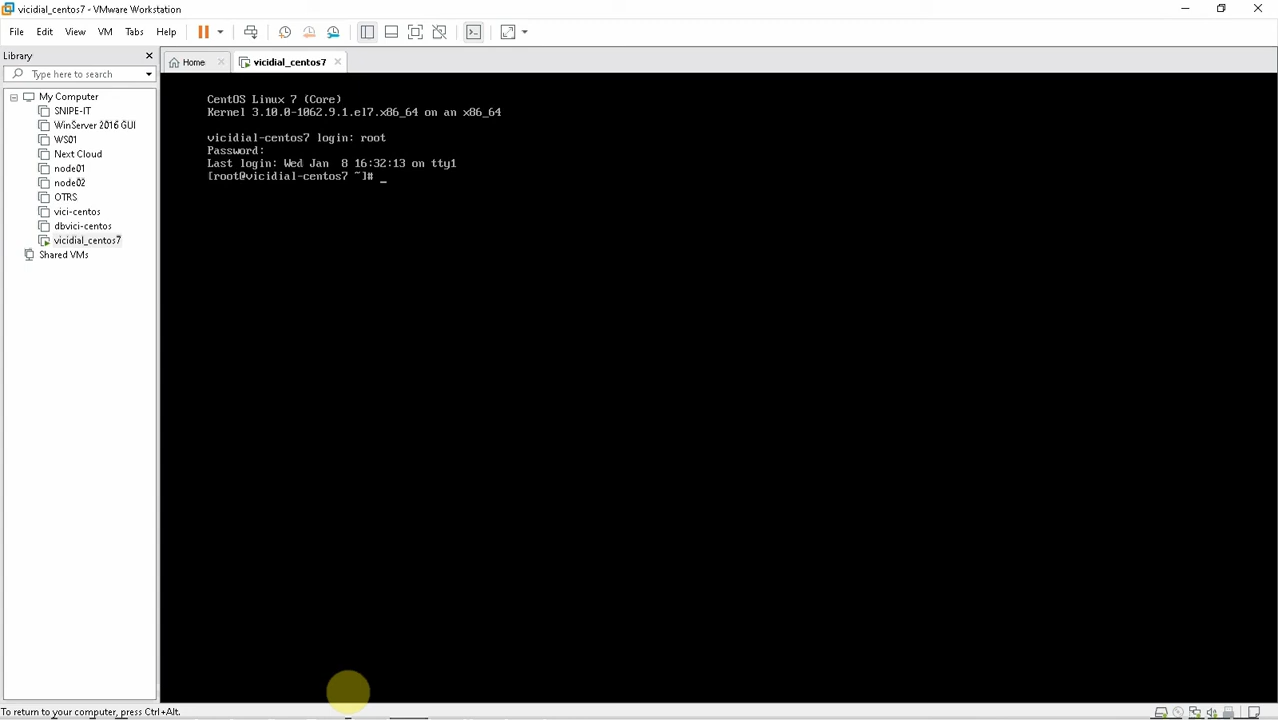 vicidial_centos7 - VMware Workstation
File Edit View VM Tabs Help
Library
Type here to search
My Computer
SNIPE-IT
WinServer 2016 GUI
WS01
Next Cloud
node01
node02
OTRS
vici-centos
dbvici-centos
vicidial_centos7
Shared VMs
Home
vicidial_centos7
CentOS Linux 7 (Core)
Kernel 3.10.0-1062.9.1.el7.x86_64 on an x86_64
vicidial-centos7 login: root
Password:
Last login: Wed Jan  8 16:32:13 on tty1
[root@vicidial-centos7 ~]# _
To return to your computer, press Ctrl+Alt.